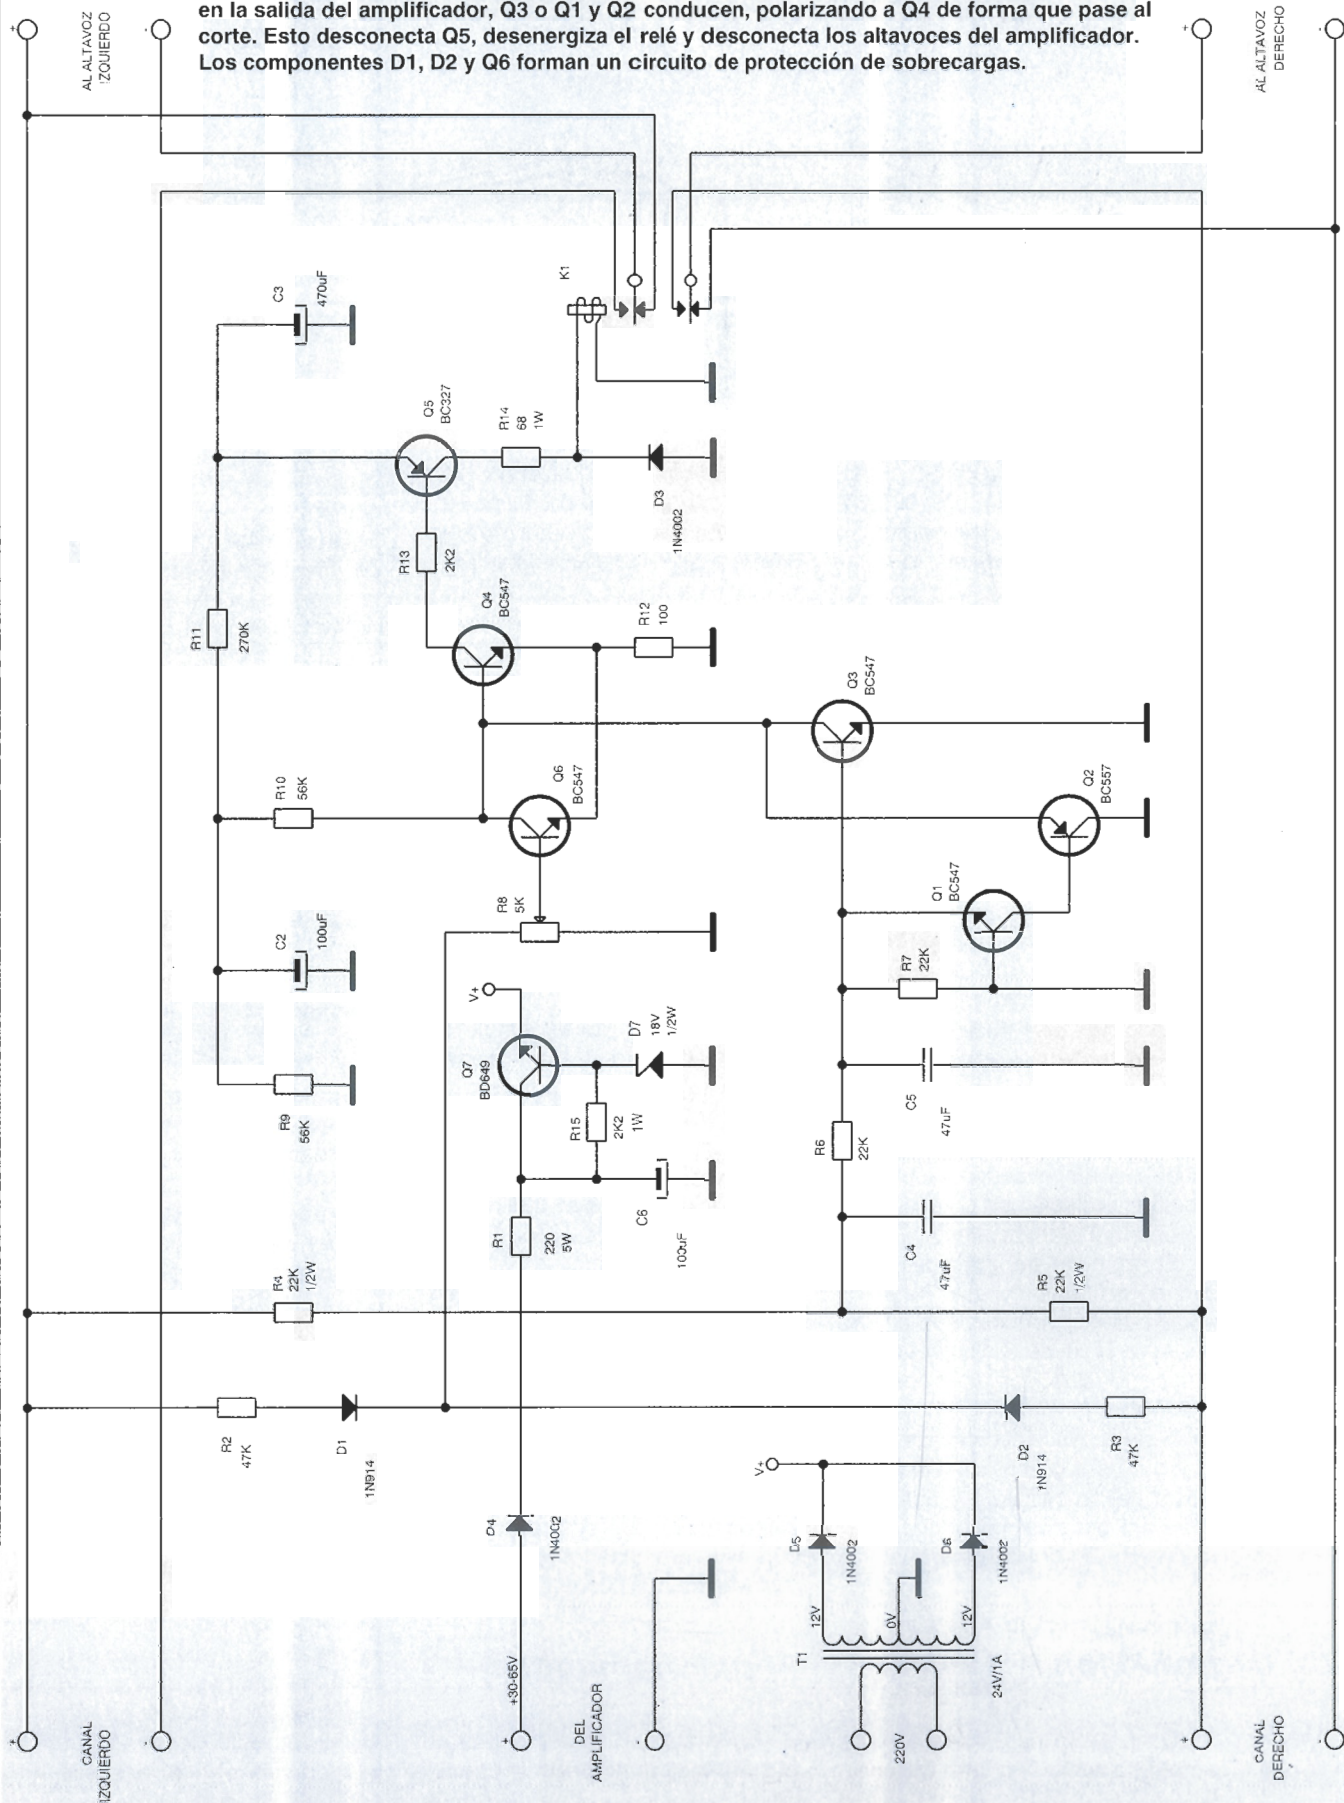 en la salida del amplificador, Q3 o Q1 y Q2 conducen, polarizando a Q4 de forma que pase al
corte. Esto desconecta Q5, desenergiza el relé y desconecta los altavoces del amplificador.
Los componentes D1, D2 y Q6 forman un circuito de protección de sobrecargas.
+
AL ALTAVOZ
IZQUIERDO
-
+
AL ALTAVOZ
DERECHO
-
C3
470uF
K1
Q5
BC327
R14
68
1W
D3
1N4002
R13
2K2
R11
270K
Q4
BC547
R12
100
Q3
BC547
R10
56K
Q6
BC547
Q2
BC557
Q1
BC547
R8
5K
C2
100uF
R7
22K
V+
Q7
BD649
D7
18V
1/2W
R9
56K
R15
2K2
1W
C5
47uF
R6
22K
C6
100uF
R1
220
5W
C4
47uF
R4
22K
1/2W
R5
22K
1/2W
R2
47K
D1
1N914
D2
1N914
R3
47K
V+
D4
1N4002
D5
1N4002
D6
1N4002
12V
0V
12V
T1
24V/1A
+30-65V
+
CANAL
IZQUIERDO
-
+
DEL
AMPLIFICADOR
-
220V
+
CANAL
DERECHO
-